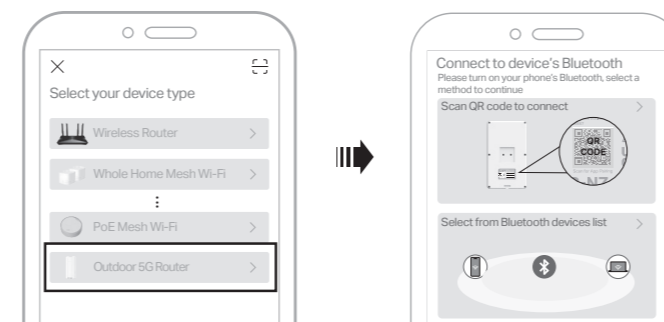 Select your device type
Wireless Router
Whole Home Mesh Wi-Fi
PoE Mesh Wi-Fi
Outdoor 5G Router
Connect to device's Bluetooth
Please turn on your phone's Bluetooth, select a
method to continue
Scan QR code to connect
QR
CODE
Select from Bluetooth devices list